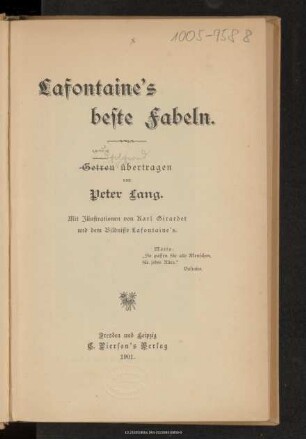 1005-758 8
Lafontaine's
beste Fabeln.
Getreu übertragen
von
Peter Lang.
Mit Illustrationen von Karl Girardet
und dem Bildniße Lafontaine's.
Motto:
„Sie passen für alle Menschen,
für jedes Alter.“
Dresden und Leipzig
E. Pierson's Verlag
1901.